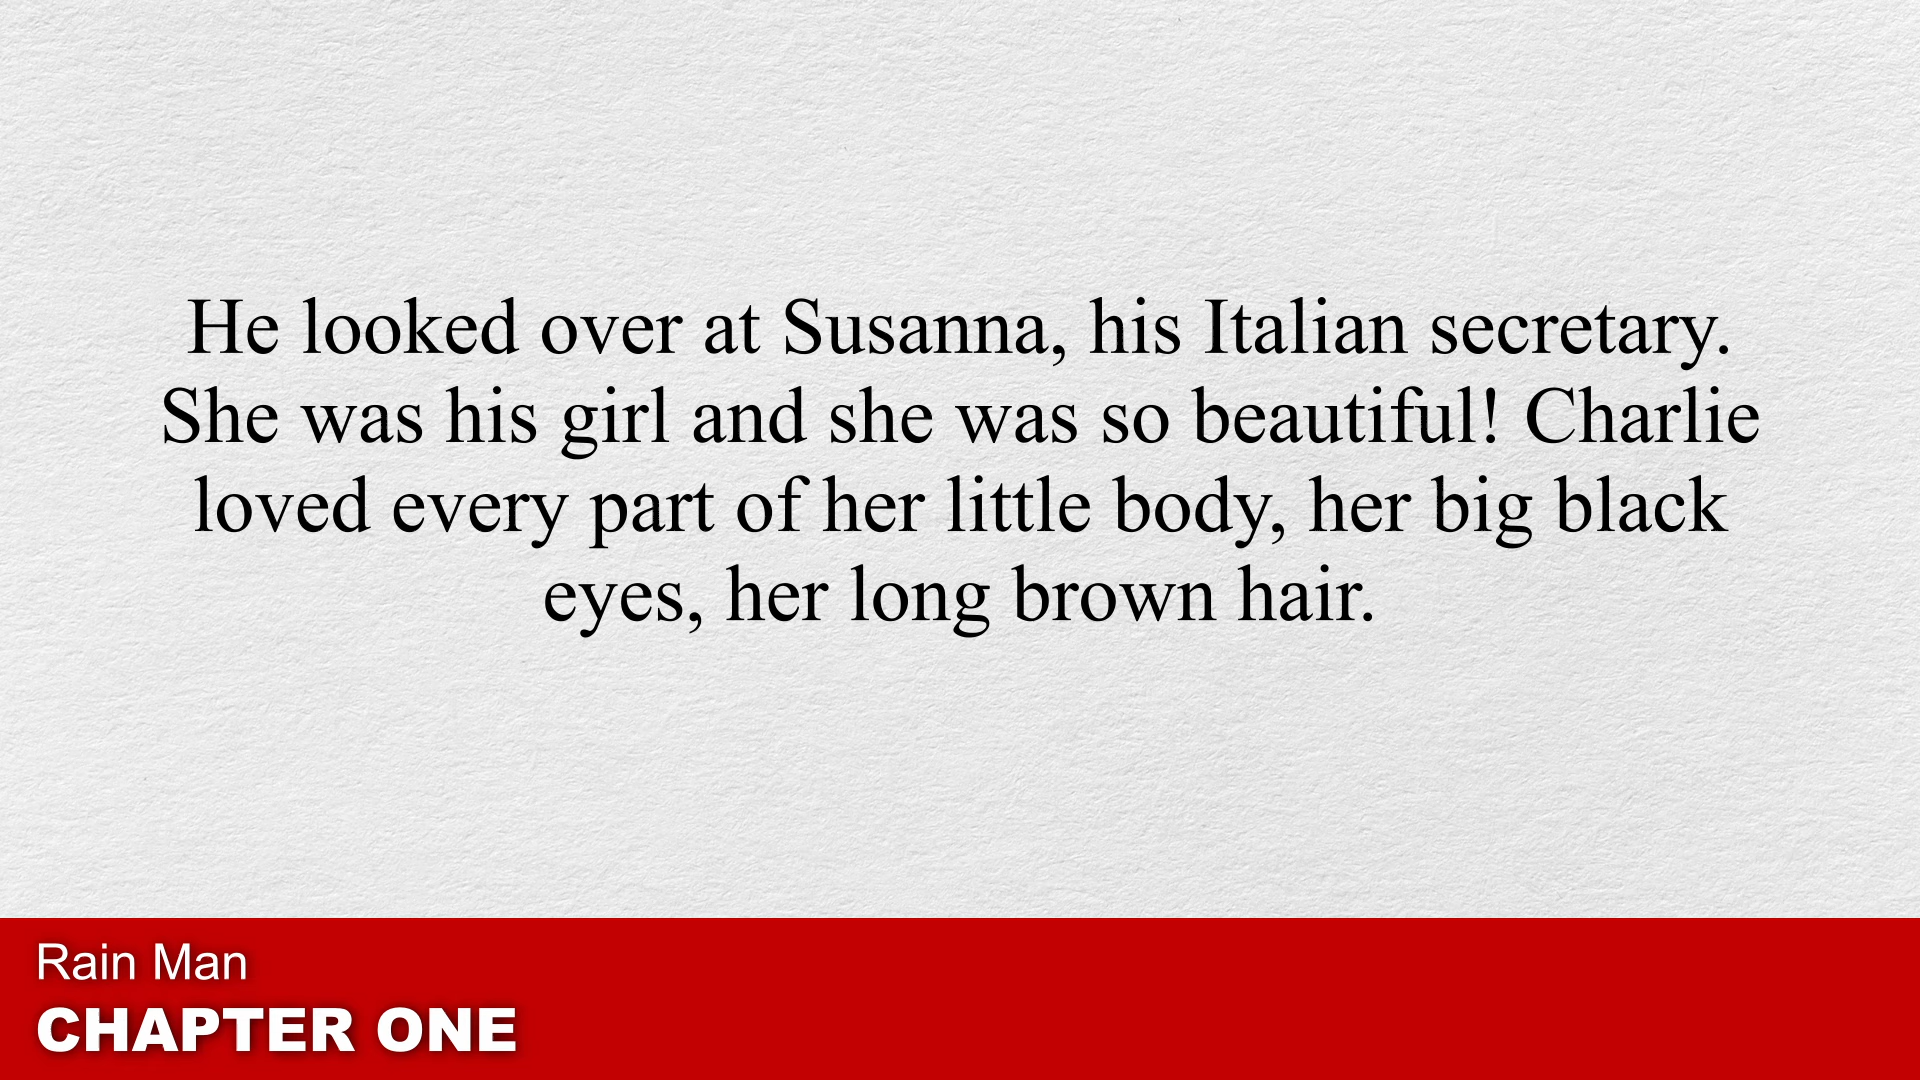 He looked over at Susanna, his Italian secretary.
She was his girl and she was so beautiful! Charlie
loved every part of her little body, her big black
eyes, her long brown hair.
Rain Man
CHAPTER ONE